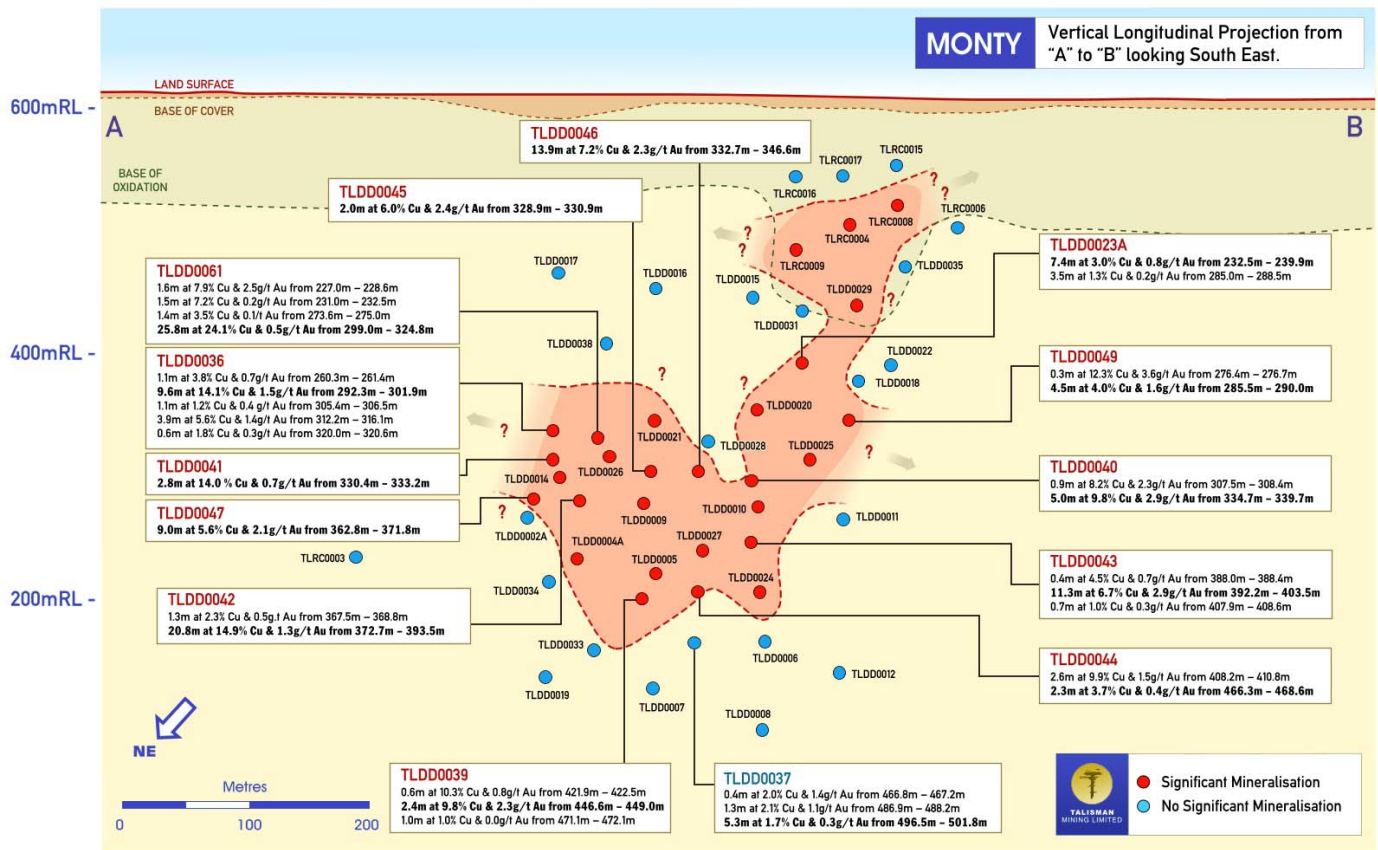 MONTY
Vertical Longitudinal Projection from
“A” to “B” looking South East.
LAND SURFACE
600mRL -
BASE OF COVER
A
B
BASE OF
OXIDATION
TLDD0046
13.9m at 7.2% Cu & 2.3g/t Au from 332.7m – 346.6m
TLDD0045
2.0m at 6.0% Cu & 2.4g/t Au from 328.9m – 330.9m
TLRC0015
TLRC0017
TLRC0016
TLRC0008
TLRC0006
TLRC0004
TLRC0009
?
?
?
?
TLDD0035
TLDD0029
?
TLDD0017
TLDD0016
TLDD0015
TLDD0031
TLDD0023A
7.4m at 3.0% Cu & 0.8g/t Au from 232.5m – 239.9m
3.5m at 1.3% Cu & 0.2g/t Au from 285.0m – 288.5m
TLDD0061
1.6m at 7.9% Cu & 2.5g/t Au from 227.0m – 228.6m
1.5m at 7.2% Cu & 0.2g/t Au from 231.0m – 232.5m
1.4m at 3.5% Cu & 0.1/t Au from 273.6m – 275.0m
25.8m at 24.1% Cu & 0.5g/t Au from 299.0m – 324.8m
400mRL -
TLDD0038
TLDD0022
TLDD0018
TLDD0036
1.1m at 3.8% Cu & 0.7g/t Au from 260.3m – 261.4m
9.6m at 14.1% Cu & 1.5g/t Au from 292.3m – 301.9m
1.1m at 1.2% Cu & 0.4 g/t Au from 305.4m – 306.5m
3.9m at 5.6% Cu & 1.4g/t Au from 312.2m – 316.1m
0.6m at 1.8% Cu & 0.3g/t Au from 320.0m – 320.6m
TLDD0049
0.3m at 12.3% Cu & 3.6g/t Au from 276.4m – 276.7m
4.5m at 4.0% Cu & 1.6g/t Au from 285.5m – 290.0m
?
?
?
?
TLDD0020
TLDD0021
TLDD0028
TLDD0025
TLDD0026
TLDD0014
TLDD0041
2.8m at 14.0 % Cu & 0.7g/t Au from 330.4m – 333.2m
TLDD0040
0.9m at 8.2% Cu & 2.3g/t Au from 307.5m – 308.4m
5.0m at 9.8% Cu & 2.9g/t Au from 334.7m – 339.7m
TLDD0047
9.0m at 5.6% Cu & 2.1g/t Au from 362.8m – 371.8m
?
TLDD0002A
TLDD0009
TLDD0010
TLDD0011
TLRC0003
TLDD0004A
TLDD0027
TLDD0005
TLDD0024
TLDD0034
TLDD0043
0.4m at 4.5% Cu & 0.7g/t Au from 388.0m – 388.4m
11.3m at 6.7% Cu & 2.9g/t Au from 392.2m – 403.5m
0.7m at 1.0% Cu & 0.3g/t Au from 407.9m – 408.6m
200mRL -
TLDD0042
1.3m at 2.3% Cu & 0.5g.t Au from 367.5m – 368.8m
20.8m at 14.9% Cu & 1.3g/t Au from 372.7m – 393.5m
TLDD0033
TLDD0019
TLDD0007
TLDD0006
TLDD0012
TLDD0008
TLDD0044
2.6m at 9.9% Cu & 1.5g/t Au from 408.2m – 410.8m
2.3m at 3.7% Cu & 0.4g/t Au from 466.3m – 468.6m
NE
Metres
0 100 200
TLDD0039
0.6m at 10.3% Cu & 0.8g/t Au from 421.9m – 422.5m
2.4m at 9.8% Cu & 2.3g/t Au from 446.6m – 449.0m
1.0m at 1.0% Cu & 0.0g/t Au from 471.1m – 472.1m
TLDD0037
0.4m at 2.0% Cu & 1.4g/t Au from 466.8m – 467.2m
1.3m at 2.1% Cu & 1.1g/t Au from 486.9m – 488.2m
5.3m at 1.7% Cu & 0.3g/t Au from 496.5m – 501.8m
TALISMAN
MINING LIMITED
Significant Mineralisation
No Significant Mineralisation